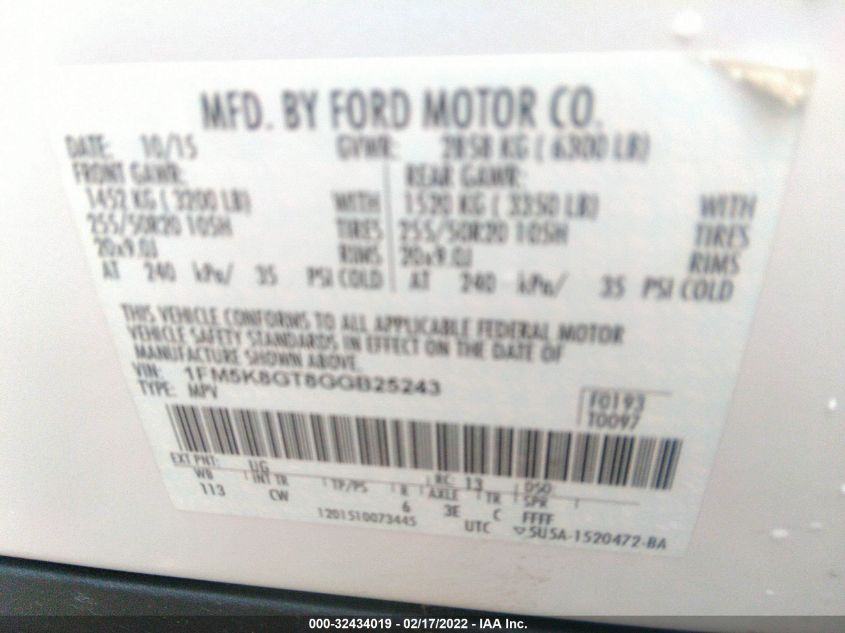 MFD. BY FORD MOTOR CO.
DATE: 10/15 GVWR: 2858 KG ( 6300 LB)
FRONT GAWR: REAR GAWR:
1452 KG ( 3200 LB) WITH 1520 KG ( 3350 LB) WITH
255/50R20 105H TIRES 255/50R20 105H TIRES
20x9.0J RIMS 20x9.0J RIMS
AT 240 kPa/ 35 PSI COLD AT 240 kPa/ 35 PSI COLD
THIS VEHICLE CONFORMS TO ALL APPLICABLE FEDERAL MOTOR
VEHICLE SAFETY STANDARDS IN EFFECT ON THE DATE OF
MANUFACTURE SHOWN ABOVE.
VIN: 1FM5K8GT8GGB25243
TYPE: MPV
F0193
T0097
EXT PNT: UG RC: 13 DSO:
WB INT TR TP/PS R AXLE TR SPR
113 CW 6 3E C FFFF
1201510073445 UTC ▽5U5A-1520472-BA
000-32434019 - 02/17/2022 - IAA Inc.